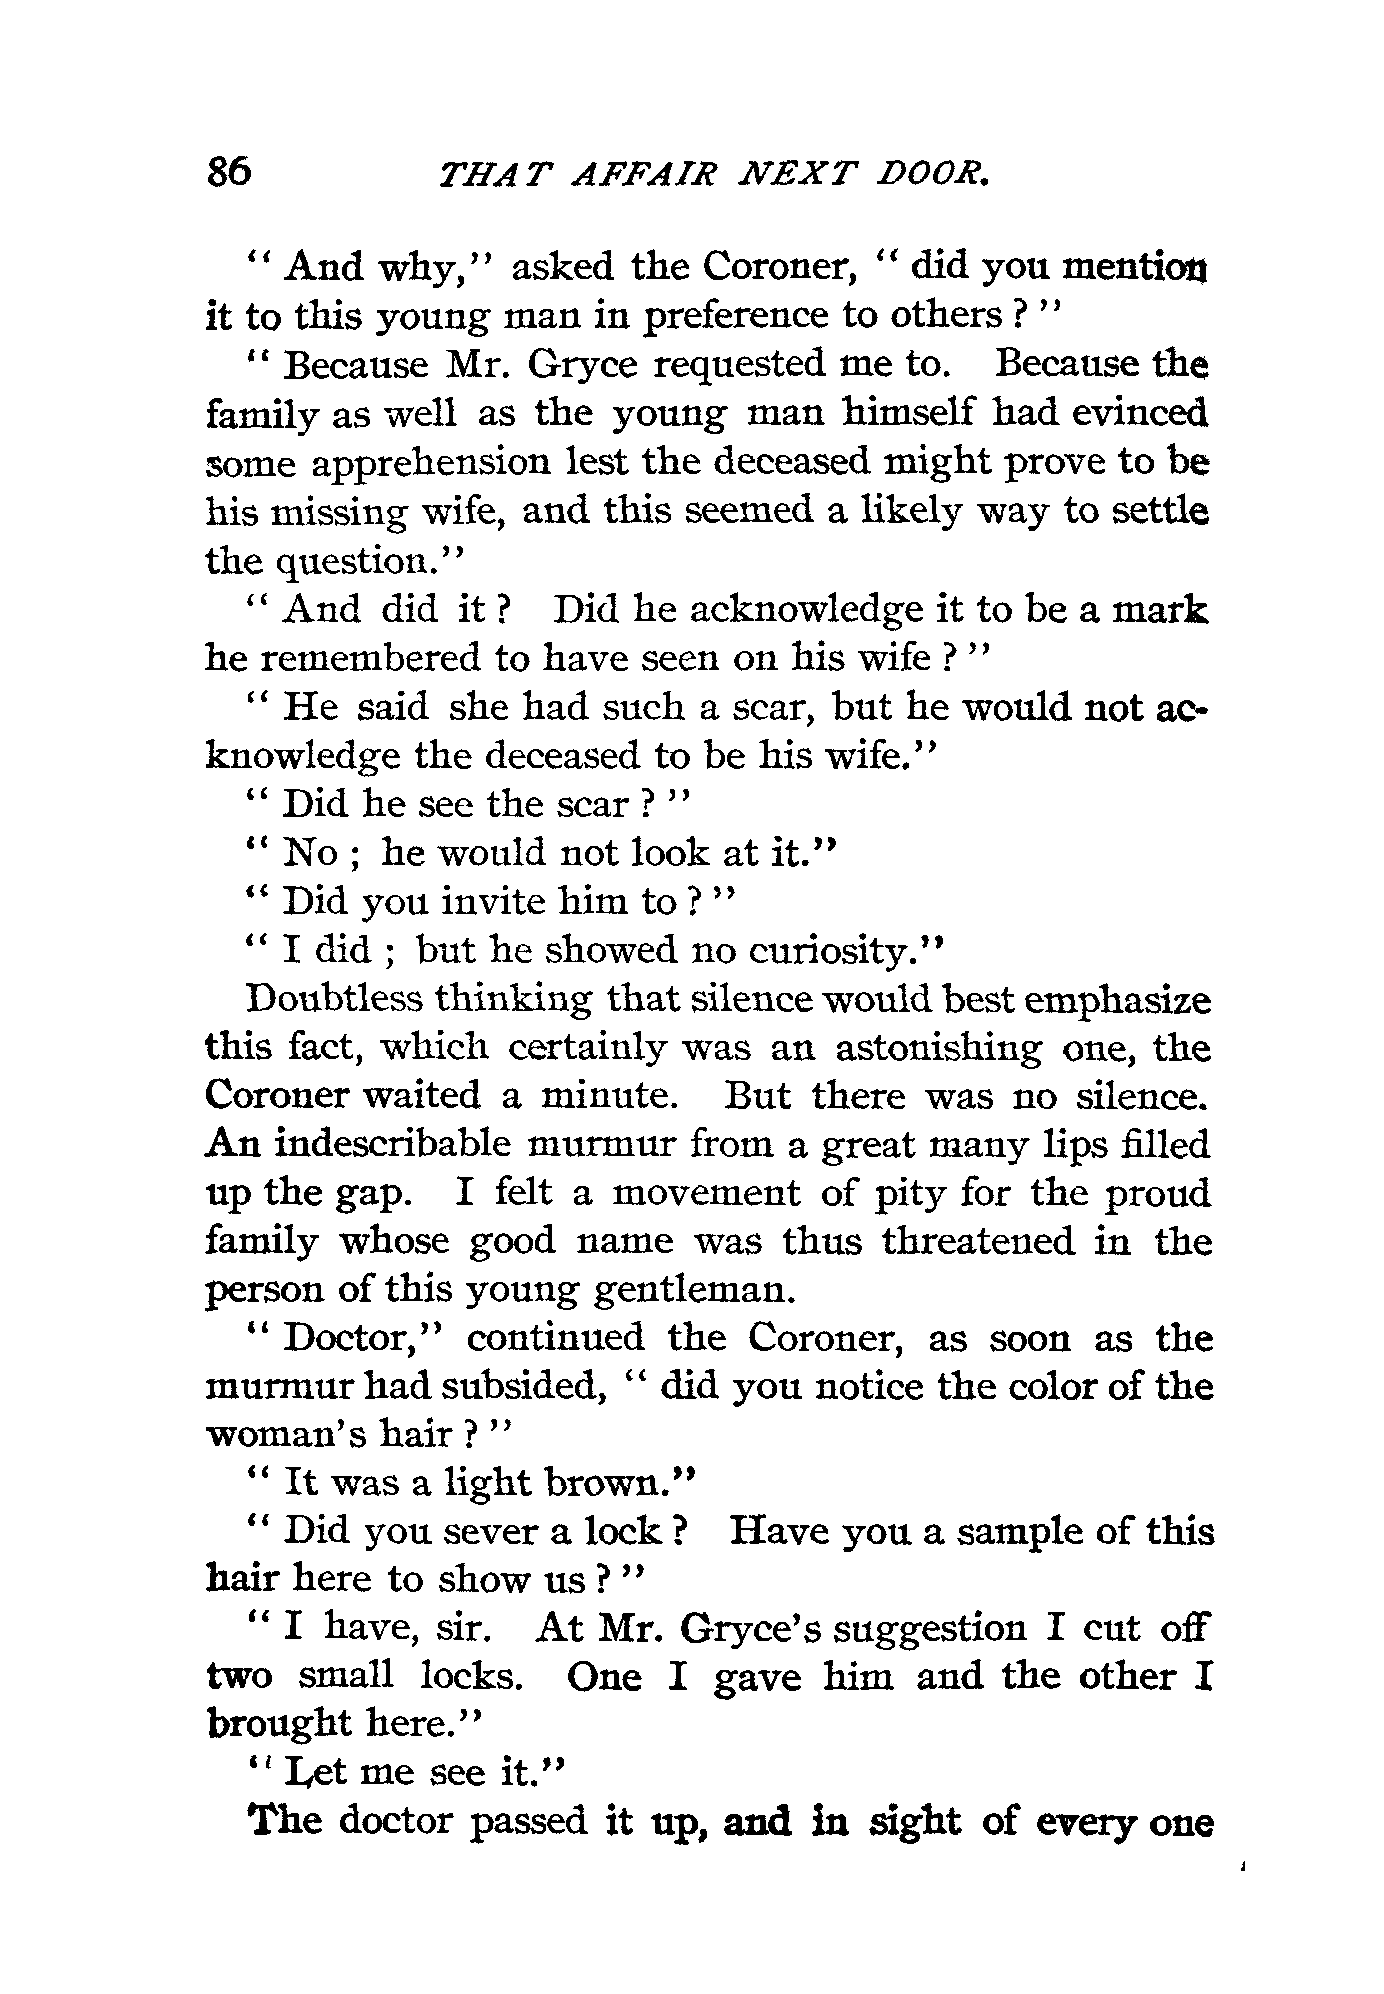 86 THAT AFFAIR NEXT DOOR.
“ And why,” asked the Coroner, “ did you mention
it to this young man in preference to others ? ”
“ Because Mr. Gryce requested me to. Because the
family as well as the young man himself had evinced
some apprehension lest the deceased might prove to be
his missing wife, and this seemed a likely way to settle
the question.”
“ And did it ? Did he acknowledge it to be a mark
he remembered to have seen on his wife ? ”
“ He said she had such a scar, but he would not ac-
knowledge the deceased to be his wife.”
“ Did he see the scar ? ”
“ No ; he would not look at it.”
“ Did you invite him to ? ”
“ I did ; but he showed no curiosity.”
Doubtless thinking that silence would best emphasize
this fact, which certainly was an astonishing one, the
Coroner waited a minute. But there was no silence.
An indescribable murmur from a great many lips filled
up the gap. I felt a movement of pity for the proud
family whose good name was thus threatened in the
person of this young gentleman.
“ Doctor,” continued the Coroner, as soon as the
murmur had subsided, “ did you notice the color of the
woman’s hair ? ”
“ It was a light brown.”
“ Did you sever a lock ? Have you a sample of this
hair here to show us ? ”
“ I have, sir. At Mr. Gryce’s suggestion I cut off
two small locks. One I gave him and the other I
brought here.”
“ Let me see it.”
The doctor passed it up, and in sight of every one